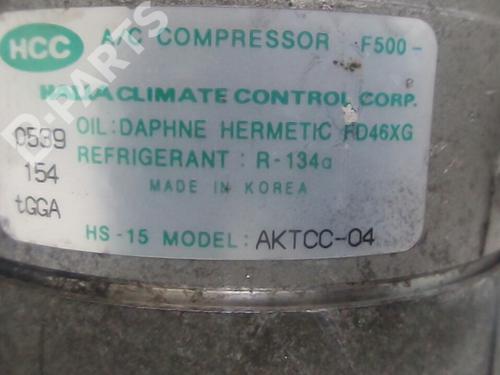 HCC A/C COMPRESSOR F500-
HALLA CLIMATE CONTROL CORP.
OIL: DAPHNE HERMETIC FD46XG
0539
REFRIGERANT : R-134a
154
MADE IN KOREA
tGGA
HS-15 MODEL: AKTCC-04
D-PARTS